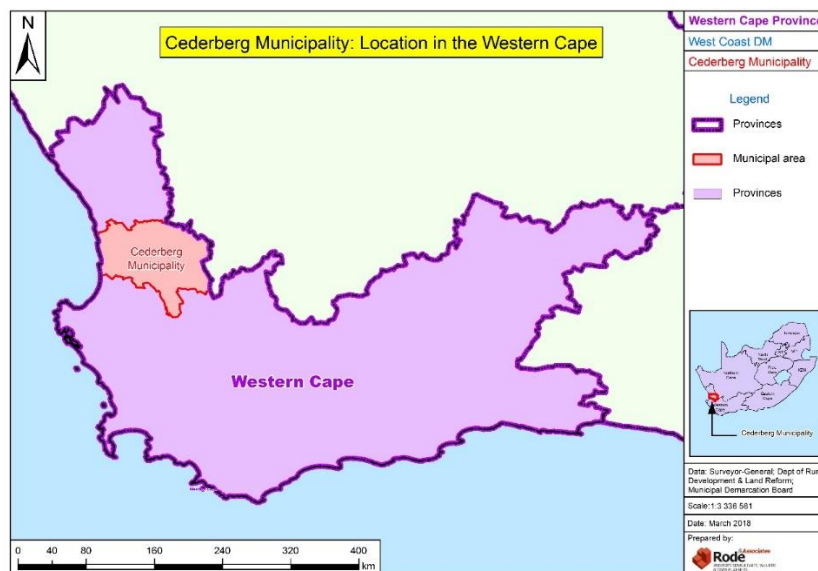 N
Cederberg Municipality: Location in the Western Cape
Western Cape Province
West Coast DM
Cederberg Municipality
Legend
Provinces
Municipal area
Provinces
Cederberg
Municipality
Western Cape
Cederberg Municipality
Data: Surveyor-General; Dept of Rur
Development & Land Reform;
Municipal Demarcation Board
Scale:1:3 336 561
Date: March 2018
Prepared by:
Rode
&Associates
0 40 80 160 240 320 400
km